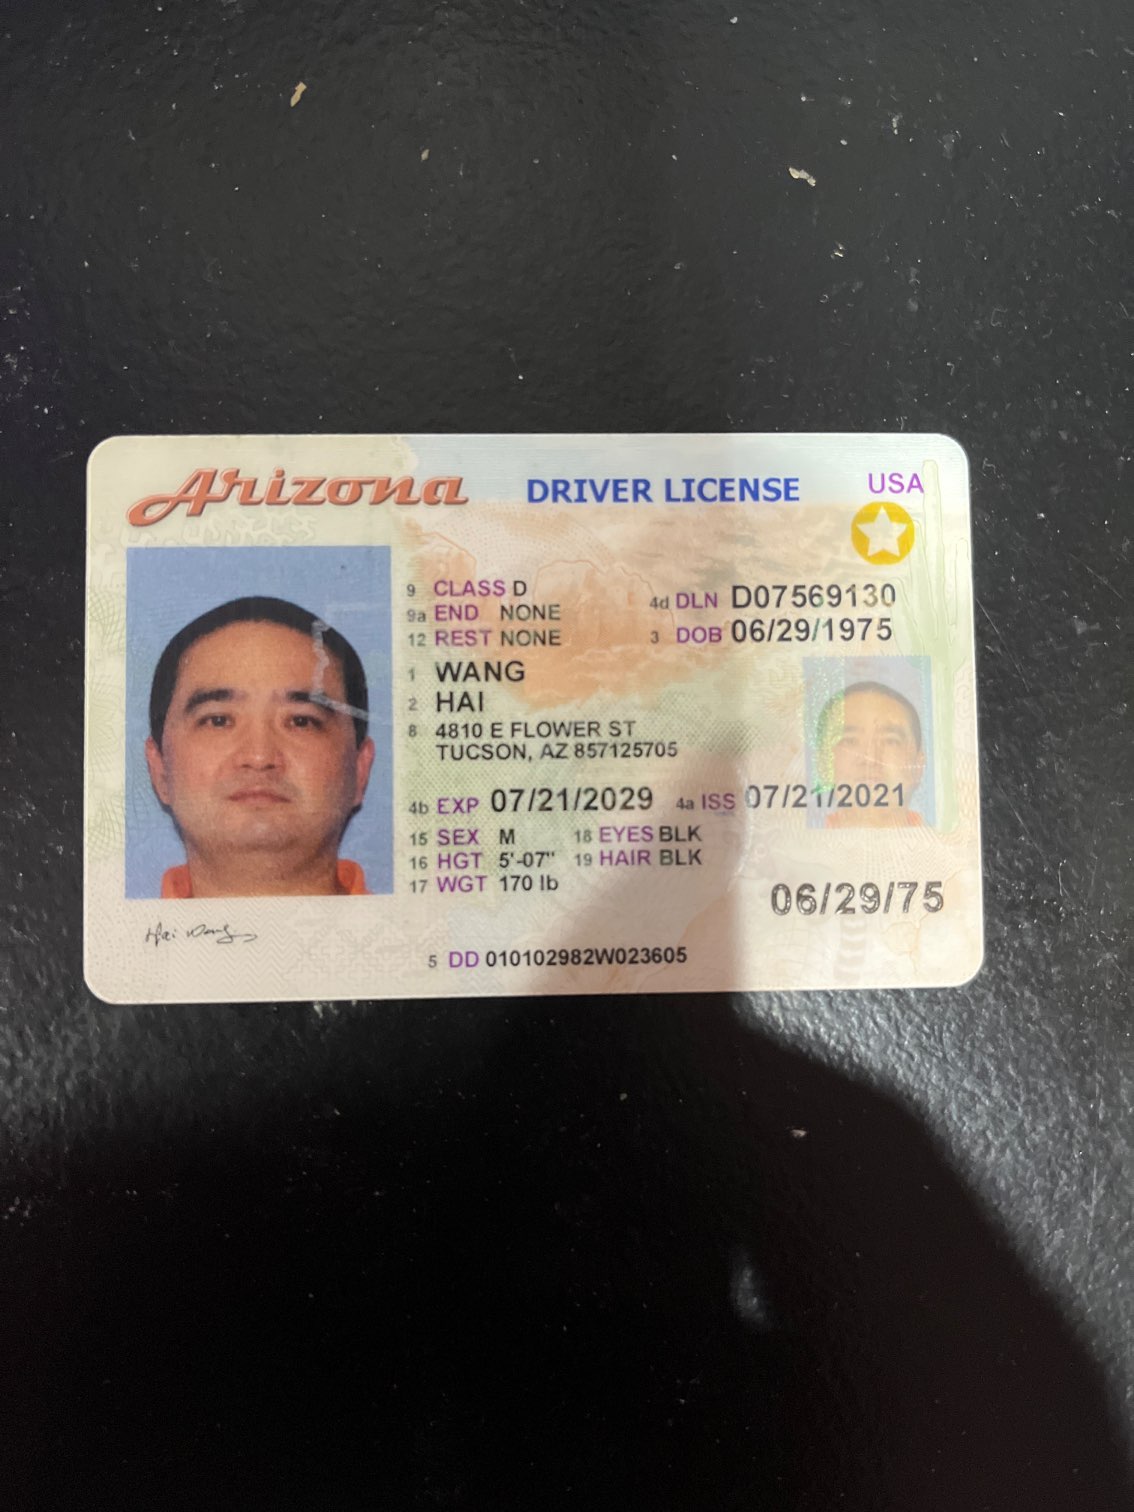 Arizona DRIVER LICENSE USA
9 CLASS D
9a END NONE
12 REST NONE
4d DLN D07569130
3 DOB 06/29/1975
1 WANG
2 HAI
8 4810 E FLOWER ST
TUCSON, AZ 857125705
4b EXP 07/21/2029 4a ISS 07/21/2021
15 SEX M 18 EYES BLK
16 HGT 5'-07" 19 HAIR BLK
17 WGT 170 lb
06/29/75
Hai Wang
5 DD 010102982W023605